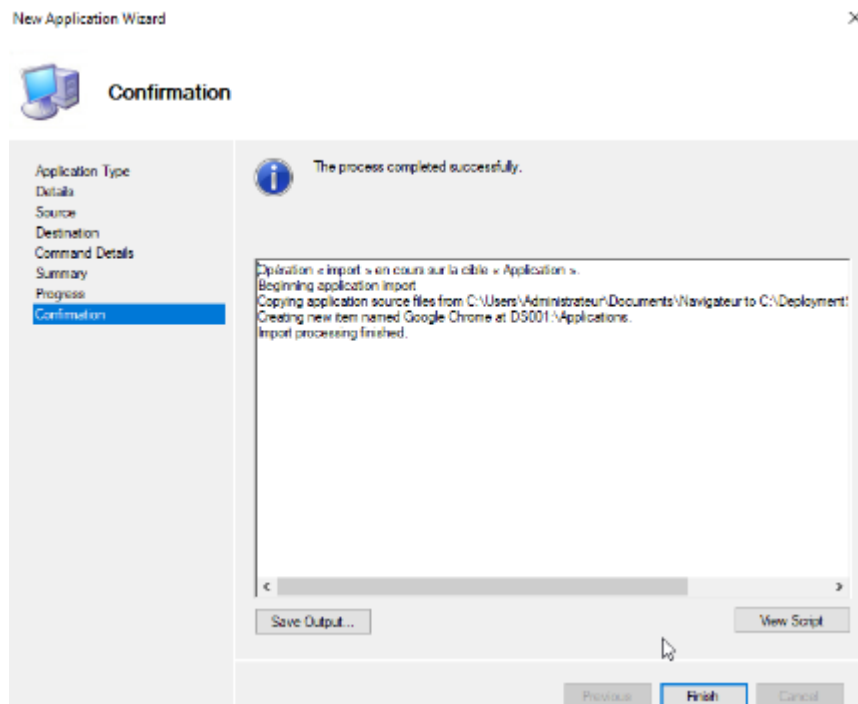 New Application Wizard
Confirmation
Application Type
Details
Source
Destination
Command Details
Summary
Progress
Confirmation
The process completed successfully.
Opération « import » en cours sur la cible « Application ».
Beginning application import
Copying application source files from C:\Users\Administrateur\Documents\Navigateur to C:\Deployment
Creating new item named Google Chrome at DS001:\Applications.
Import processing finished.
Save Output...
View Script
Previous
Finish
Cancel